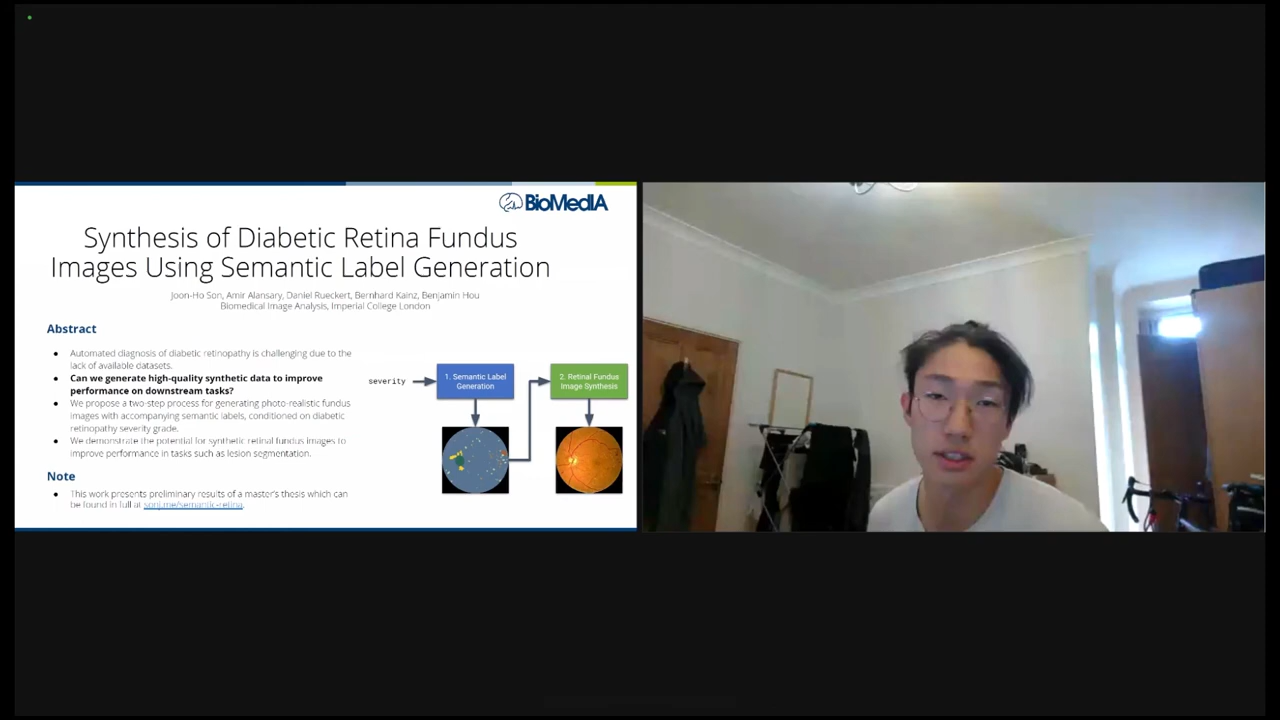 BioMedIA
Synthesis of Diabetic Retina Fundus
Images Using Semantic Label Generation
Joon-Ho Son, Amir Alansary, Daniel Rueckert, Bernhard Kainz, Benjamin Hou
Biomedical Image Analysis, Imperial College London
Abstract
● Automated diagnosis of diabetic retinopathy is challenging due to the
lack of available datasets.
● Can we generate high-quality synthetic data to improve
performance on downstream tasks?
● We propose a two-step process for generating photo-realistic fundus
images with accompanying semantic labels, conditioned on diabetic
retinopathy severity grade.
● We demonstrate the potential for synthetic retinal fundus images to
improve performance in tasks such as lesion segmentation.
Note
● This work presents preliminary results of a master's thesis which can
be found in full at sonj.me/semantic-retina.
severity
1. Semantic Label
Generation
2. Retinal Fundus
Image Synthesis